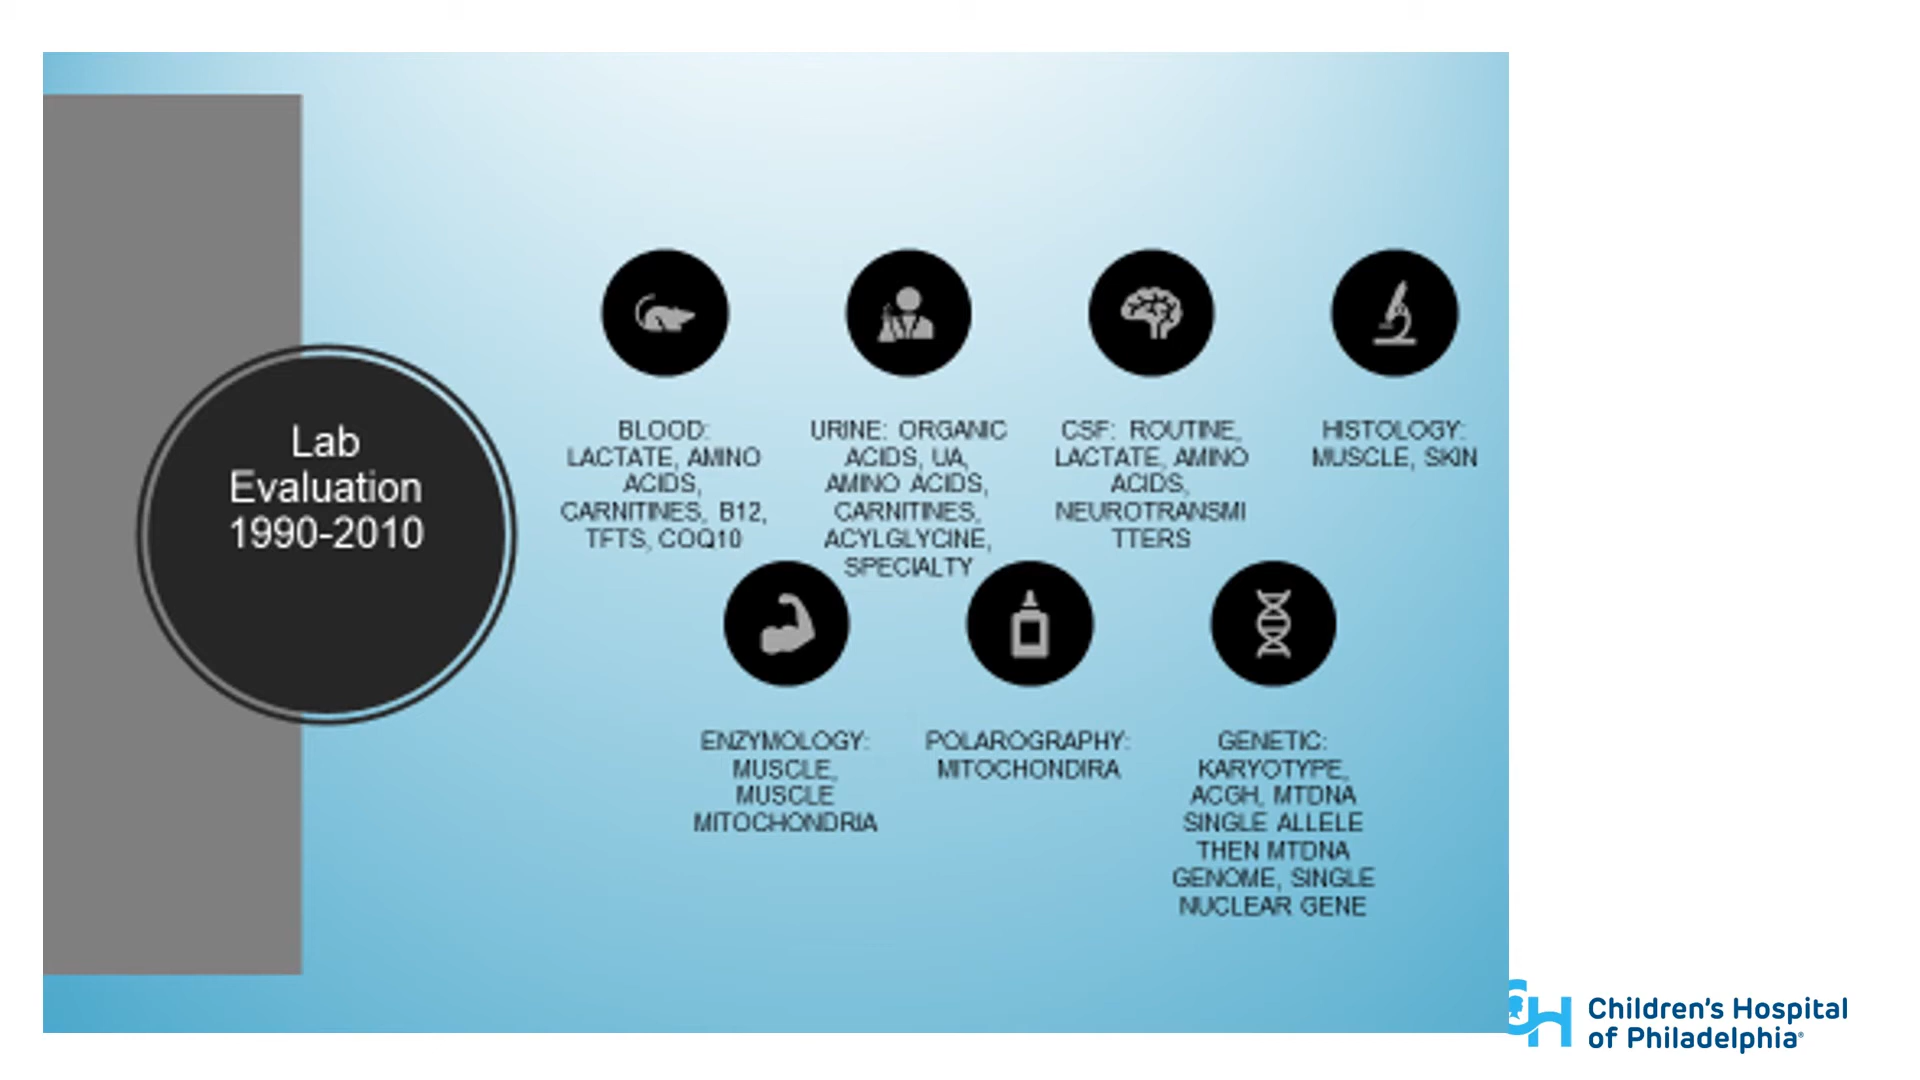 Lab
Evaluation
1990-2010
BLOOD:
LACTATE, AMINO
ACIDS,
CARNITINES, B12,
TFTS, COQ10
URINE: ORGANIC
ACIDS, UA,
AMINO ACIDS,
CARNITINES,
ACYLGLYCINE,
SPECIALTY
CSF: ROUTINE,
LACTATE, AMINO
ACIDS,
NEUROTRANSMI
TTERS
HISTOLOGY:
MUSCLE, SKIN
ENZYMOLOGY:
MUSCLE,
MUSCLE
MITOCHONDRIA
POLAROGRAPHY:
MITOCHONDIRA
GENETIC:
KARYOTYPE,
ACGH, MTDNA
SINGLE ALLELE
THEN MTDNA
GENOME, SINGLE
NUCLEAR GENE
CH
Children's Hospital
of Philadelphia®